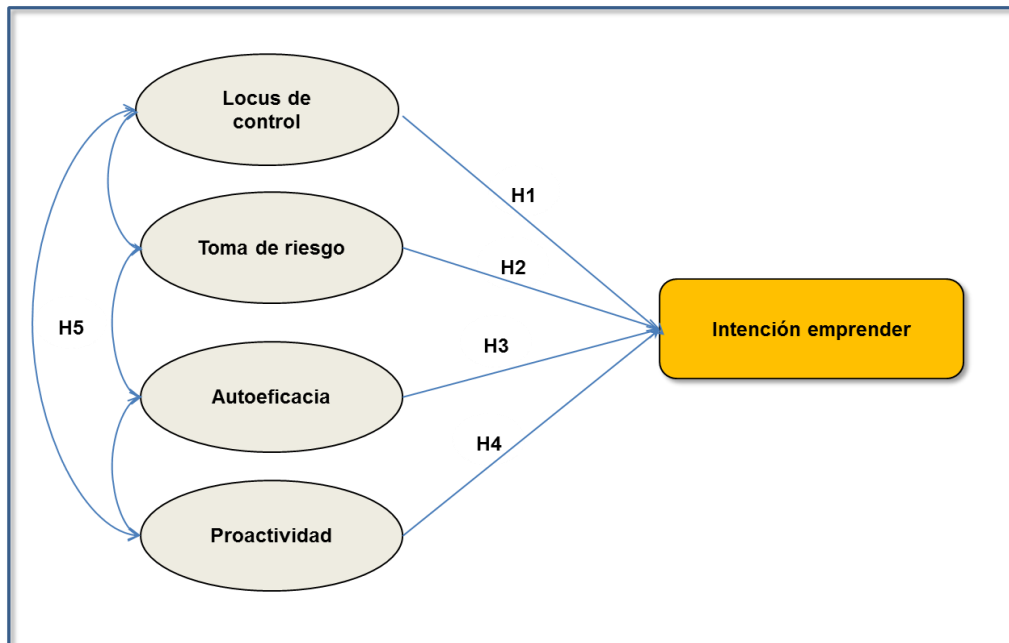 Locus de
control
H1
Toma de riesgo
H2
H5
Intención emprender
H3
Autoeficacia
H4
Proactividad